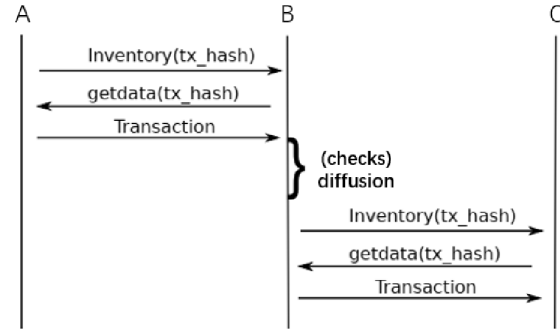 A B C
Inventory(tx_hash)
getdata(tx_hash)
Transaction
(checks)
diffusion
Inventory(tx_hash)
getdata(tx_hash)
Transaction